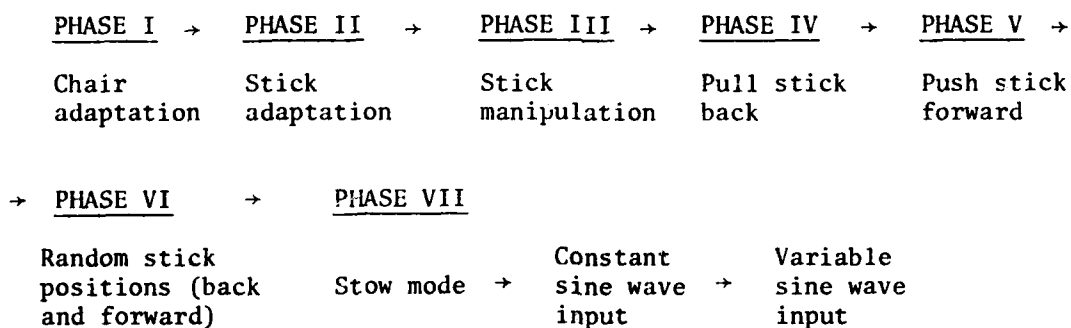 PHASE I → PHASE II → PHASE III → PHASE IV → PHASE V →
Chair Stick Stick Pull stick Push stick
adaptation adaptation manipulation back forward
→ PHASE VI → PHASE VII
Random stick Constant Variable
positions (back Stow mode → sine wave → sine wave
and forward) input input